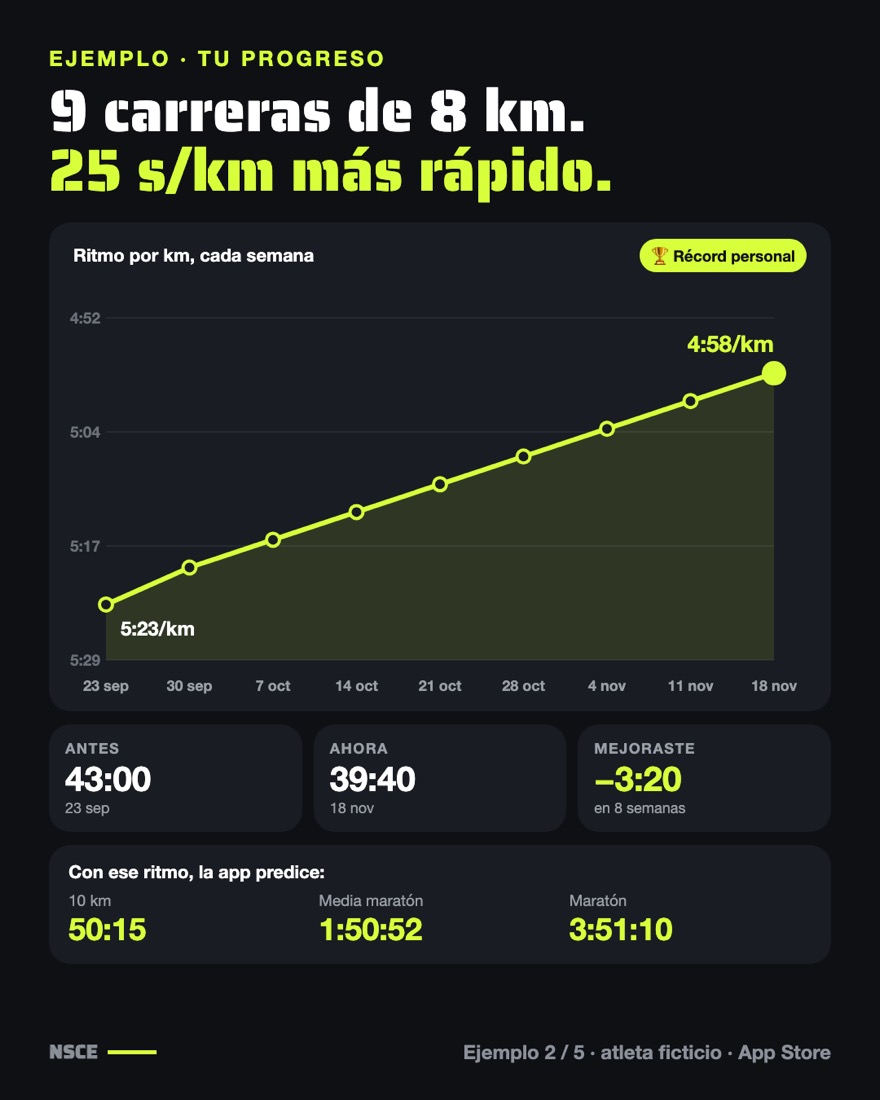 EJEMPLO · TU PROGRESO
9 carreras de 8 km.
25 s/km más rápido.
Ritmo por km, cada semana
🏆 Récord personal
4:52
4:58/km
5:04
5:17
5:23/km
5:29
23 sep 30 sep 7 oct 14 oct 21 oct 28 oct 4 nov 11 nov 18 nov
ANTES
43:00
23 sep
AHORA
39:40
18 nov
MEJORASTE
–3:20
en 8 semanas
Con ese ritmo, la app predice:
10 km
50:15
Media maratón
1:50:52
Maratón
3:51:10
NSCE
Ejemplo 2 / 5 · atleta ficticio · App Store